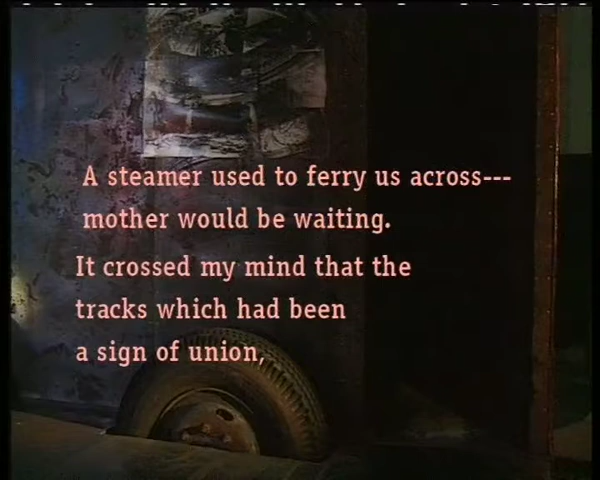 A steamer used to ferry us across---
mother would be waiting.
It crossed my mind that the
tracks which had been
a sign of union,